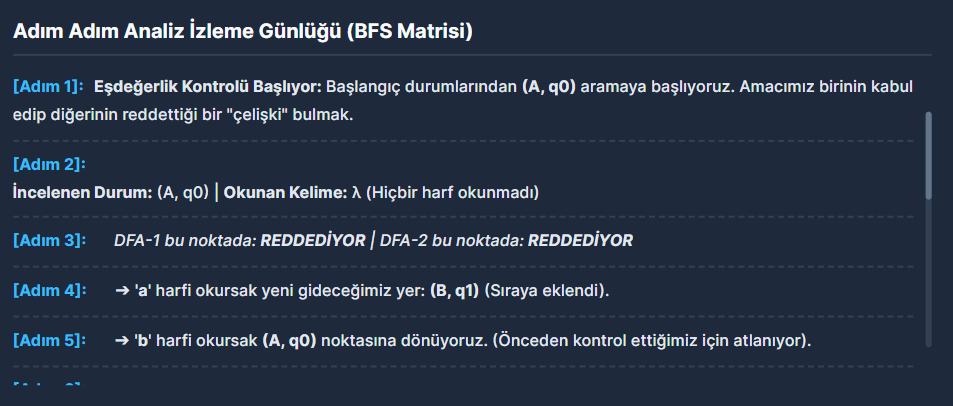 Adım Adım Analiz İzleme Günlüğü (BFS Matrisi)
[Adım 1]: Eşdeğerlik Kontrolü Başlıyor: Başlangıç durumlarından (A, q0) aramaya başlıyoruz. Amacımız birinin kabul
edip diğerinin reddettiği bir "çelişki" bulmak.
[Adım 2]:
İncelenen Durum: (A, q0) | Okunan Kelime: λ (Hiçbir harf okunmadı)
[Adım 3]: DFA-1 bu noktada: REDDEDİYOR | DFA-2 bu noktada: REDDEDİYOR
[Adım 4]: ➔ 'a' harfi okursak yeni gideceğimiz yer: (B, q1) (Sıraya eklendi).
[Adım 5]: ➔ 'b' harfi okursak (A, q0) noktasına dönüyoruz. (Önceden kontrol ettiğimiz için atlanıyor).